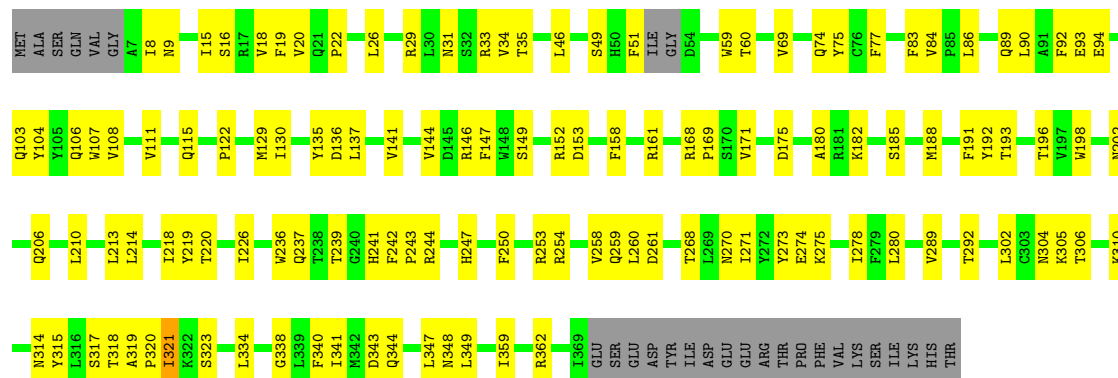 MET ALA SER GLN VAL GLY A7 I8 N9 I15 S16 R17 V18 F19 V20 Q21 P22 L26 R29 L30 N31 S32 R33 V34 T35 L46 S49 H50 F51 ILE GLY D54 W59 T60 V69 Q74 Y75 C76 F77 F83 V84 P85 L86 Q89 L90 A91 F92 E93 E94
Q103 Y104 Y105 Q106 W107 V108 V111 Q115 P122 M129 I130 Y135 D136 L137 V141 V144 D145 R146 F147 W148 S149 R152 D153 F158 R161 R168 P169 S170 V171 D175 A180 R181 K182 S185 M188 F191 Y192 T193 T196 V197 W198
Q206 L210 L213 L214 I218 Y219 T220 I226 W236 Q237 T238 T239 G240 H241 F242 P243 R244 H247 F250 R253 R254 V258 Q259 L260 D261 T268 L269 N270 I271 Y272 Y273 E274 K275 I278 F279 L280 V289 T292 L302 C303 N304 K305 T306 K310
N314 Y315 L316 S317 T318 A319 P320 I321 K322 S323 L334 G338 L339 F340 I341 M342 D343 Q344 L347 N348 L349 I359 R362 I369 GLU SER GLU ASP TYR ILE ASP GLU GLU ARG THR PRO PHE VAL LYS SER ILE LYS HIS THR